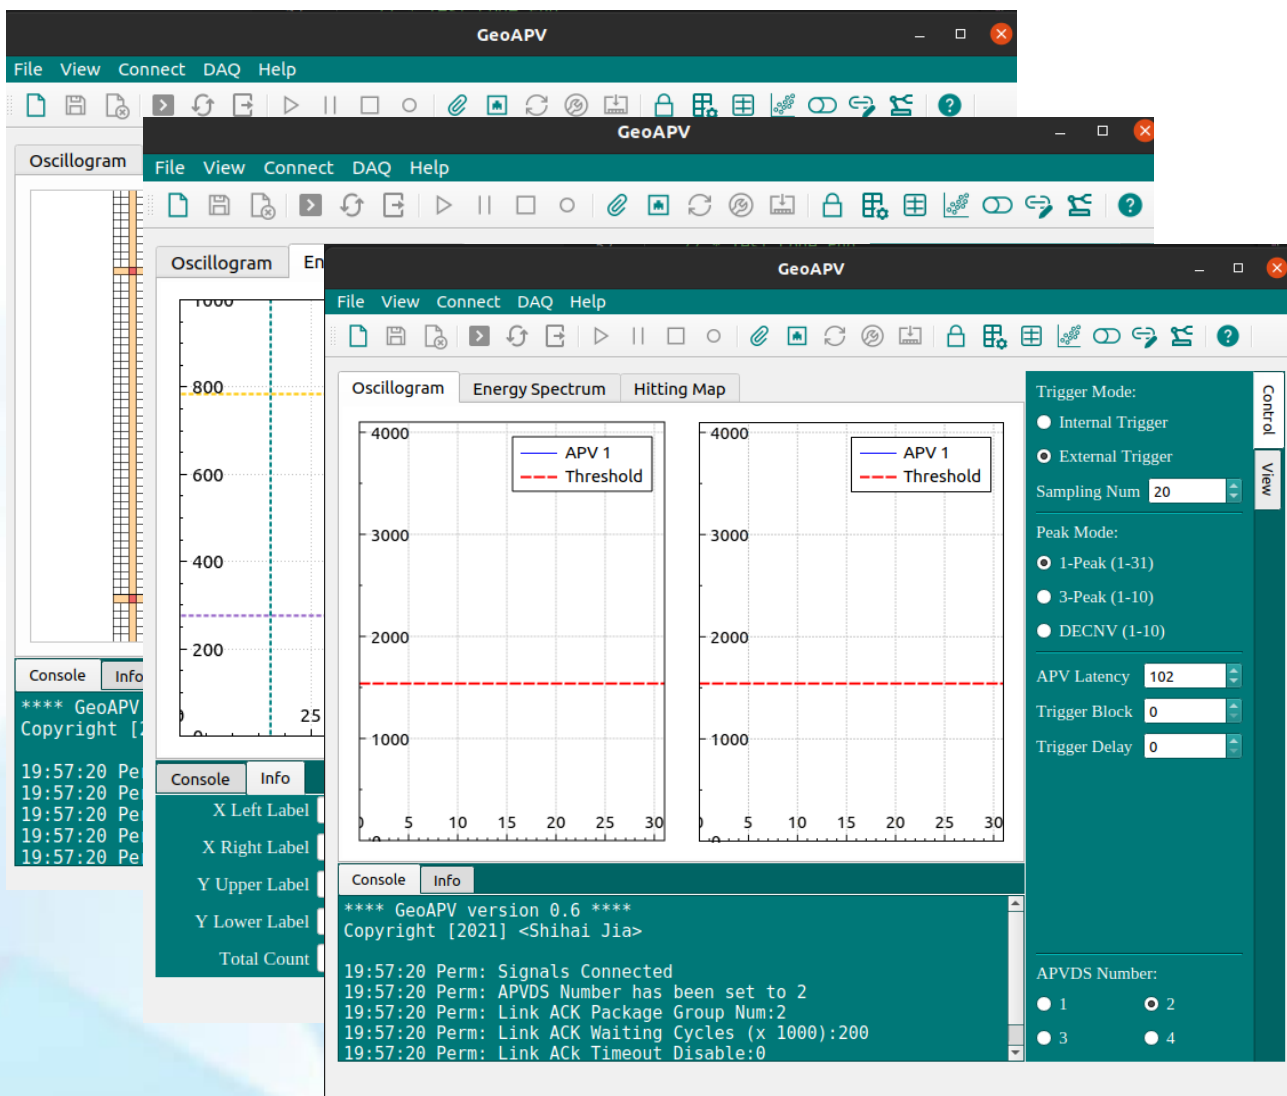 GeoAPV
File View Connect DAQ Help
Oscillogram
Console Info
**** GeoAPV
Copyright
19:57:20
19:57:20
19:57:20
19:57:20
19:57:20
GeoAPV
File View Connect DAQ Help
Oscillogram
1000
800
600
400
200
25
Console Info
X Left Label
X Right Label
Y Upper Label
Y Lower Label
Total Count
GeoAPV
File View Connect DAQ Help
Oscillogram Energy Spectrum Hitting Map
4000
3000
2000
1000
0
5 10 15 20 25 30
APV 1
Threshold
4000
3000
2000
1000
0
5 10 15 20 25 30
APV 1
Threshold
Control
View
Trigger Mode:
Internal Trigger
External Trigger
Sampling Num 20
Peak Mode:
1-Peak (1-31)
3-Peak (1-10)
DECNV (1-10)
APV Latency 102
Trigger Block 0
Trigger Delay 0
APVDS Number:
1 2
3 4
Console Info
**** GeoAPV version 0.6 ****
Copyright [2021] <Shihai Jia>
19:57:20 Perm: Signals Connected
19:57:20 Perm: APVDS Number has been set to 2
19:57:20 Perm: Link ACK Package Group Num:2
19:57:20 Perm: Link ACK Waiting Cycles (x 1000):200
19:57:20 Perm: Link ACk Timeout Disable:0